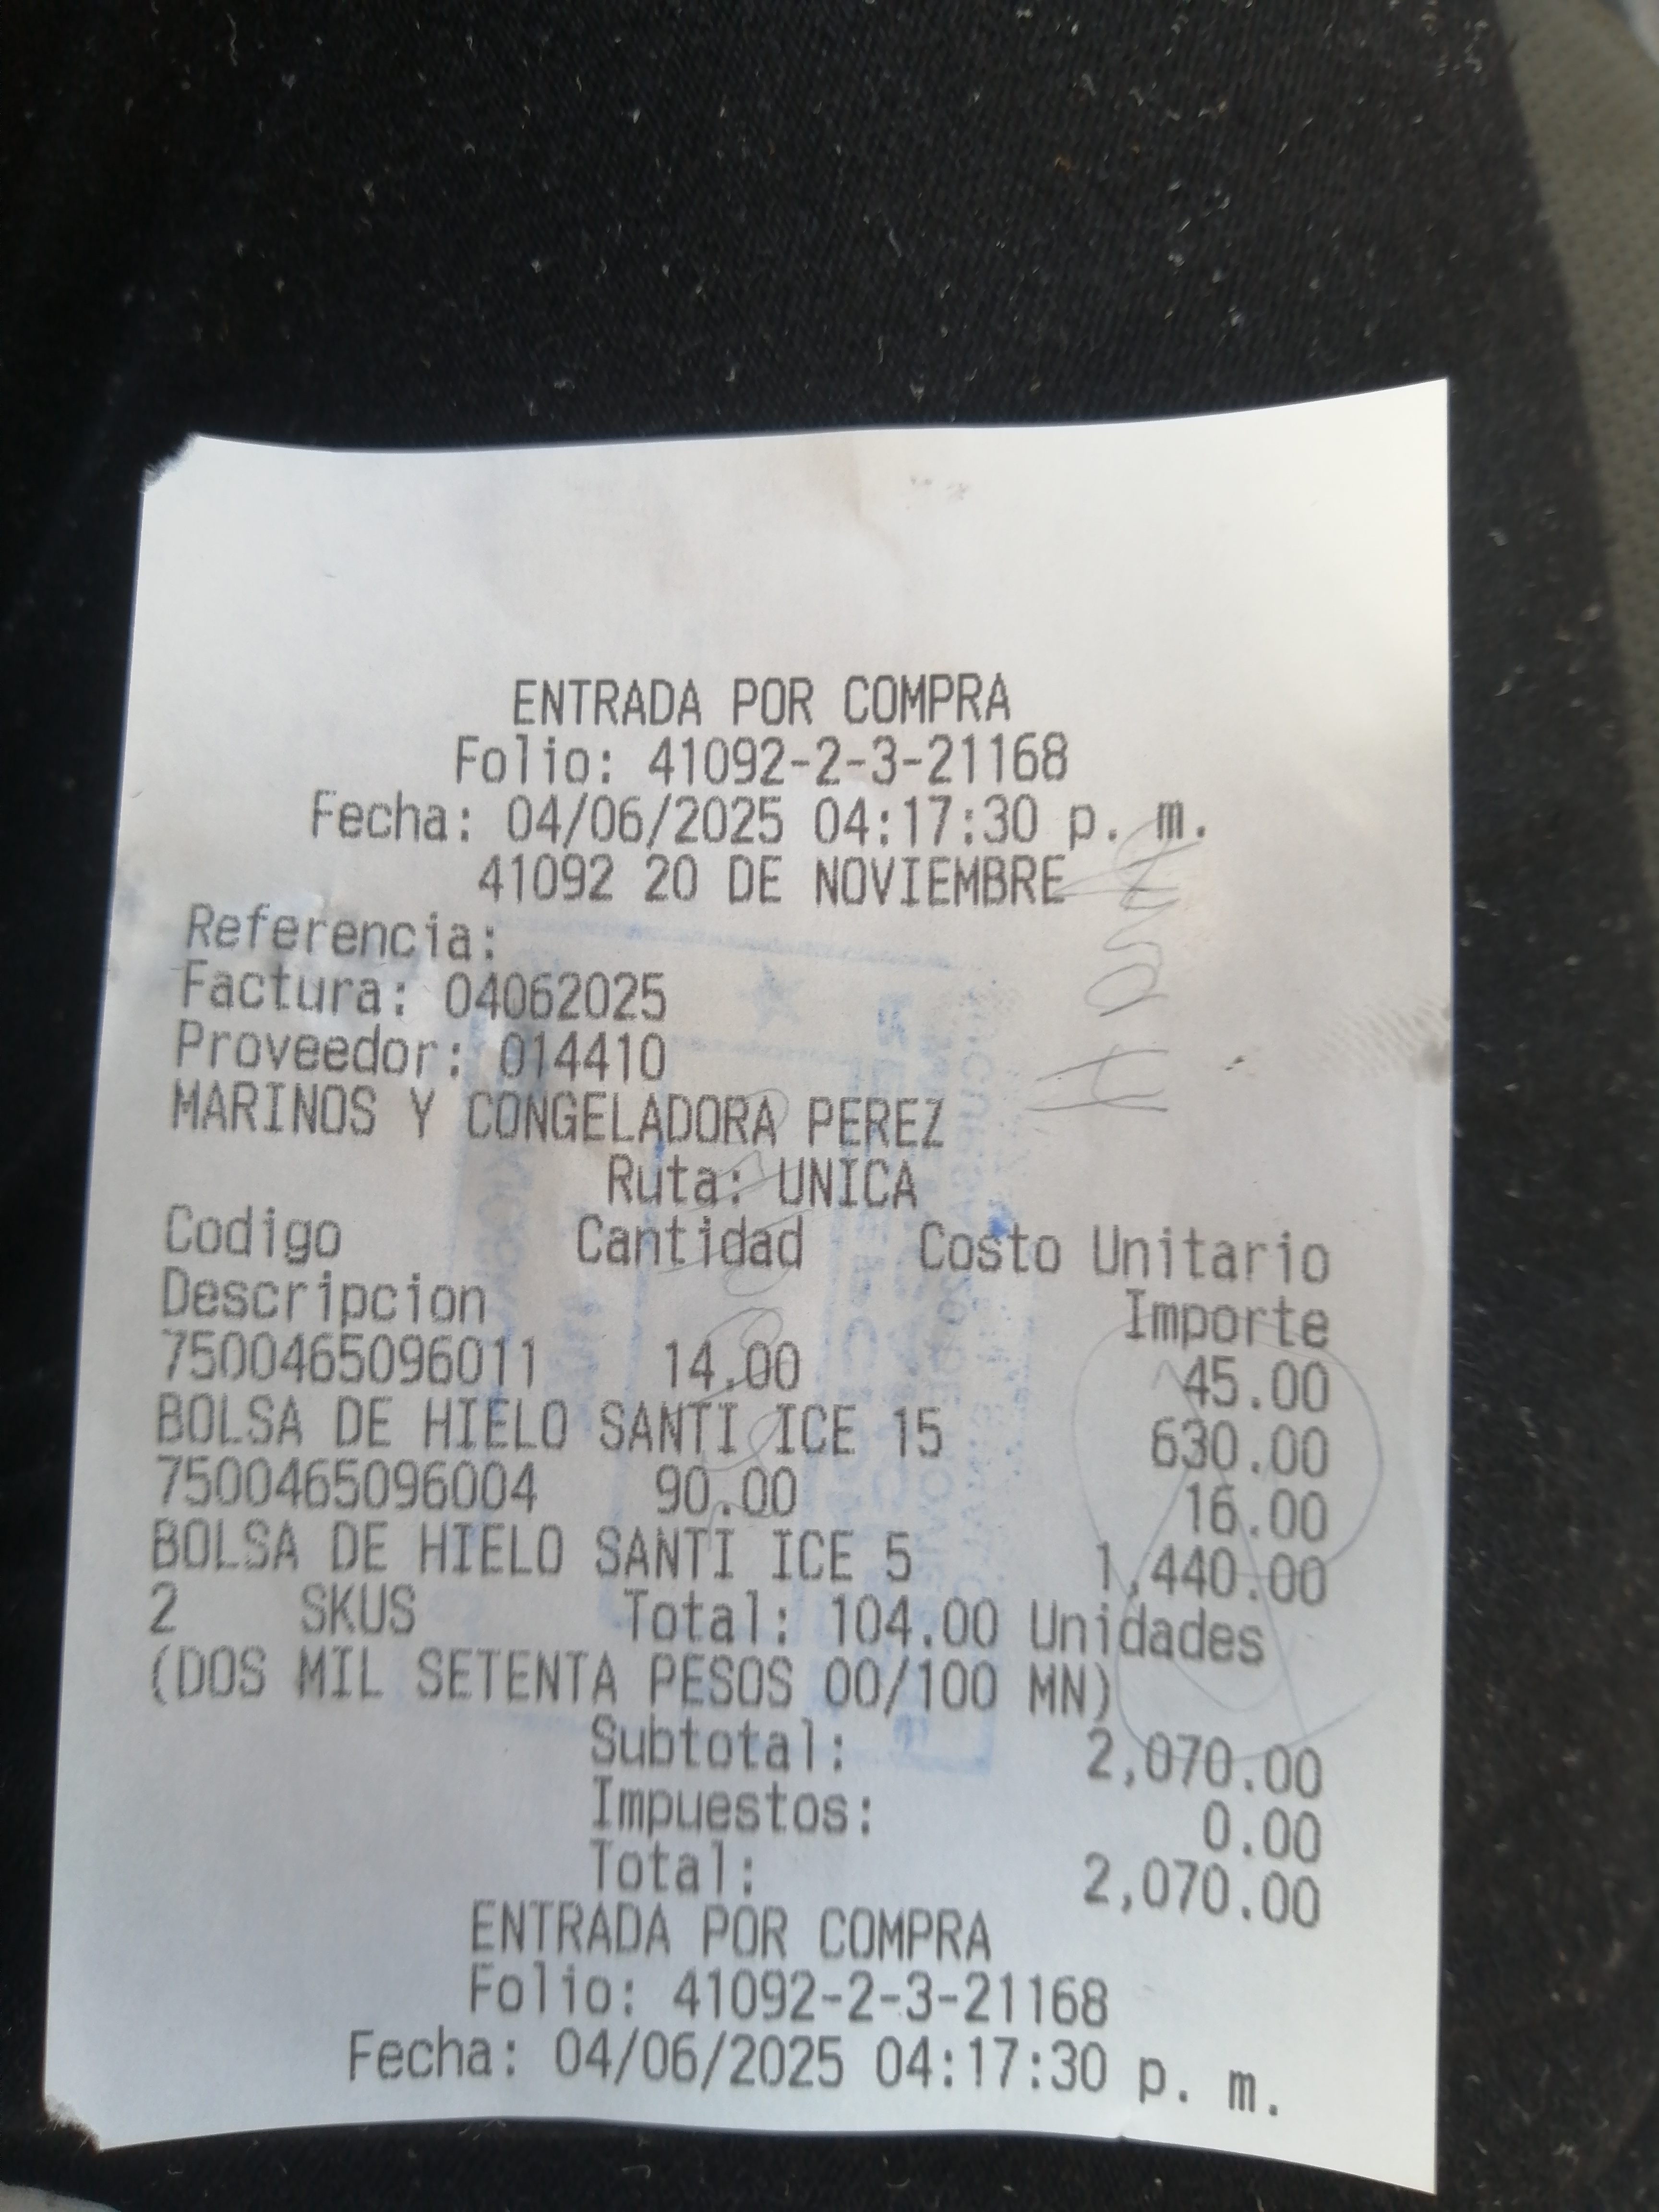 ENTRADA POR COMPRA
Folio: 41092-2-3-21168
Fecha: 04/06/2025 04:17:30 p. m.
41092 20 DE NOVIEMBRE
Referencia:
Factura: 04062025
Proveedor: 014410
MARINOS Y CONGELADORA PEREZ
Ruta: UNICA
Codigo Cantidad Costo Unitario
Descripcion Importe
7500465096011 14.00 45.00
BOLSA DE HIELO SANTI ICE 15 630.00
7500465096004 90.00 16.00
BOLSA DE HIELO SANTI ICE 5 1,440.00
2 SKUS Total: 104.00 Unidades
(DOS MIL SETENTA PESOS 00/100 MN)
Subtotal: 2,070.00
Impuestos: 0.00
Total: 2,070.00
ENTRADA POR COMPRA
Folio: 41092-2-3-21168
Fecha: 04/06/2025 04:17:30 p. m.